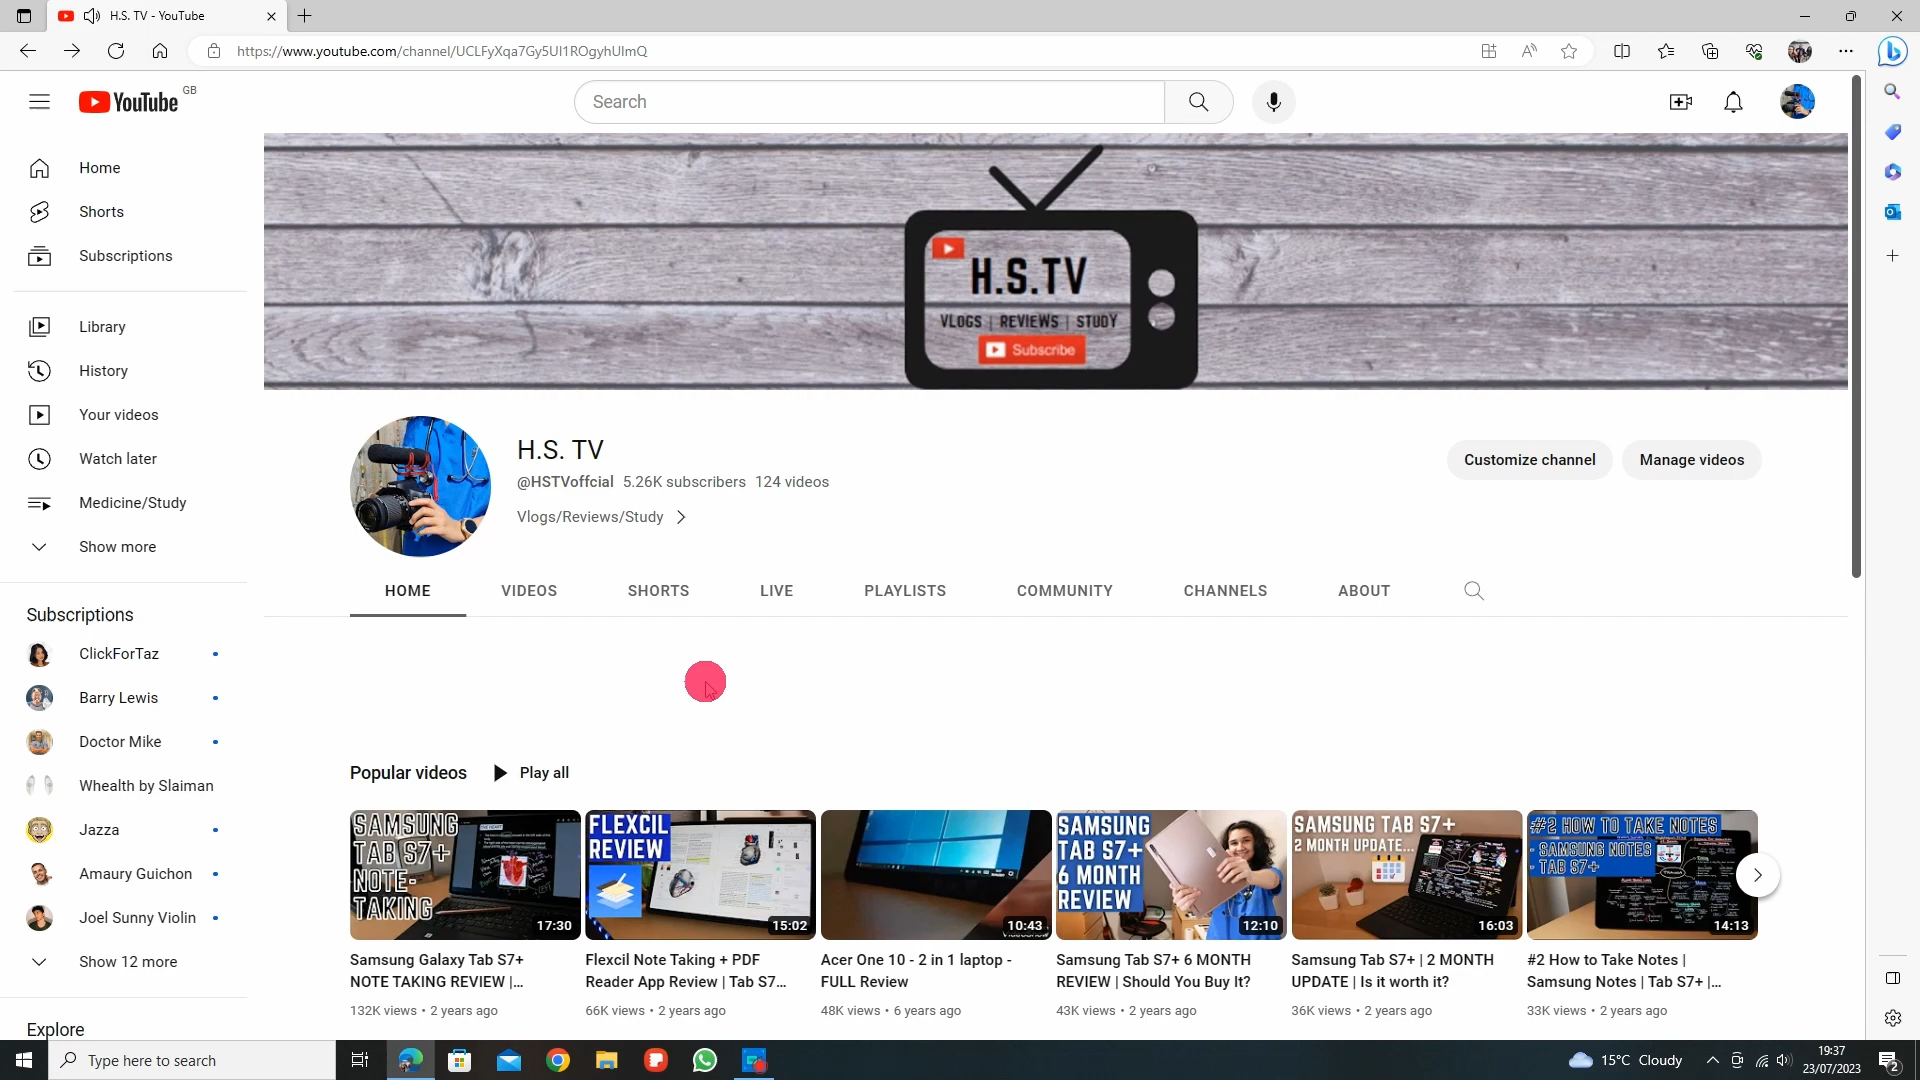 H.S. TV - YouTube
https://www.youtube.com/channel/UCLFyXqa7Gy5UI1ROgyhUlmQ
YouTube GB
Search
Home
Shorts
Subscriptions
Library
History
Your videos
Watch later
Medicine/Study
Show more
Subscriptions
ClickForTaz
Barry Lewis
Doctor Mike
Whealth by Slaiman
Jazza
Amaury Guichon
Joel Sunny Violin
Show 12 more
Explore
H.S.TV
VLOGS | REVIEWS | STUDY
Subscribe
H.S. TV
@HSTVoffcial 5.26K subscribers 124 videos
Vlogs/Reviews/Study
Customize channel
Manage videos
HOME VIDEOS SHORTS LIVE PLAYLISTS COMMUNITY CHANNELS ABOUT
Popular videos
Play all
SAMSUNG
TAB S7+
NOTE-
TAKING
17:30
Samsung Galaxy Tab S7+
NOTE TAKING REVIEW |...
132K views • 2 years ago
FLEXCIL
REVIEW
15:02
Flexcil Note Taking + PDF
Reader App Review | Tab S7...
66K views • 2 years ago
10:43
Acer One 10 - 2 in 1 laptop -
FULL Review
48K views • 6 years ago
SAMSUNG
TAB S7+
6 MONTH
REVIEW
12:10
Samsung Tab S7+ 6 MONTH
REVIEW | Should You Buy It?
43K views • 2 years ago
SAMSUNG TAB S7+
2 MONTH UPDATE...
16:03
Samsung Tab S7+ | 2 MONTH
UPDATE | Is it worth it?
36K views • 2 years ago
#2 HOW TO TAKE NOTES
- SAMSUNG NOTES
- TAB S7+
14:13
#2 How to Take Notes |
Samsung Notes | Tab S7+ |...
33K views • 2 years ago
Type here to search
15°C Cloudy
19:37
23/07/2023
2